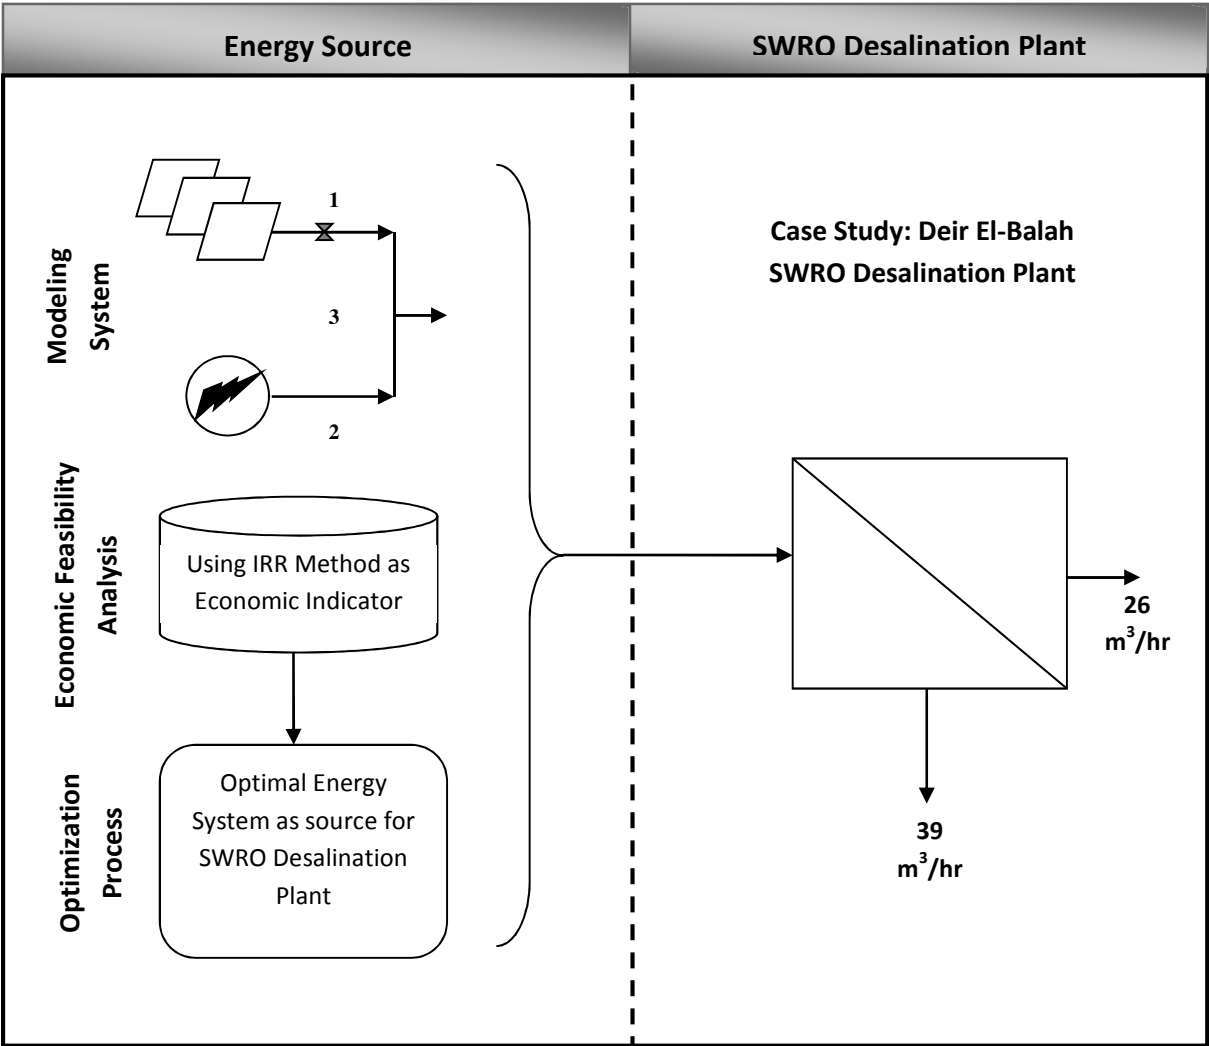 Energy Source
SWRO Desalination Plant
Modeling
System
1
3
2
Economic Feasibility
Analysis
Using IRR Method as
Economic Indicator
Optimization
Process
Optimal Energy
System as source for
SWRO Desalination
Plant
Case Study: Deir El-Balah
SWRO Desalination Plant
26
m³/hr
39
m³/hr